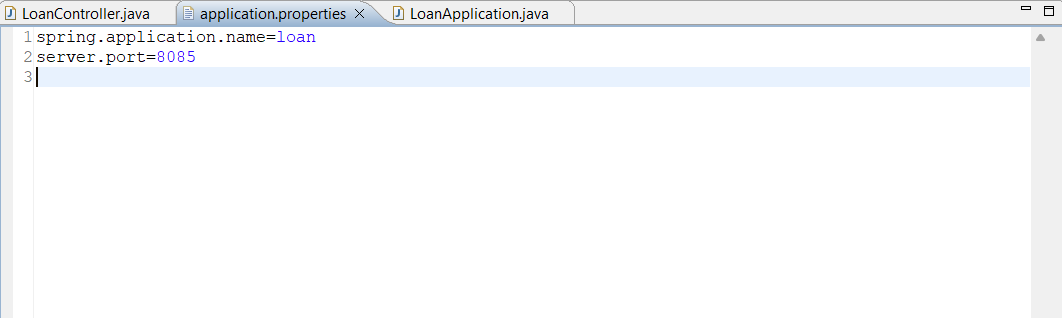 LoanController.java application.properties LoanApplication.java
1 spring.application.name=loan
2 server.port=8085
3